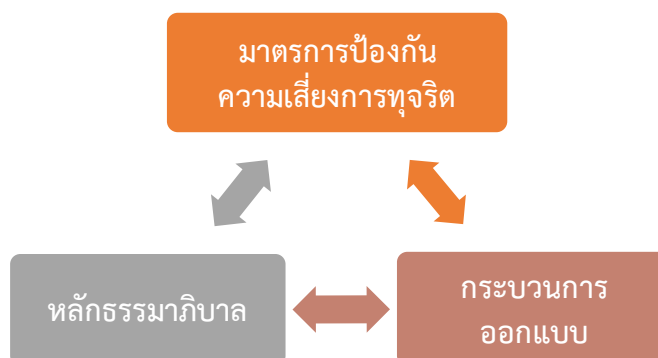 มาตรการป้องกัน
ความเสี่ยงการทุจริต
หลักธรรมาภิบาล
กระบวนการ
ออกแบบ